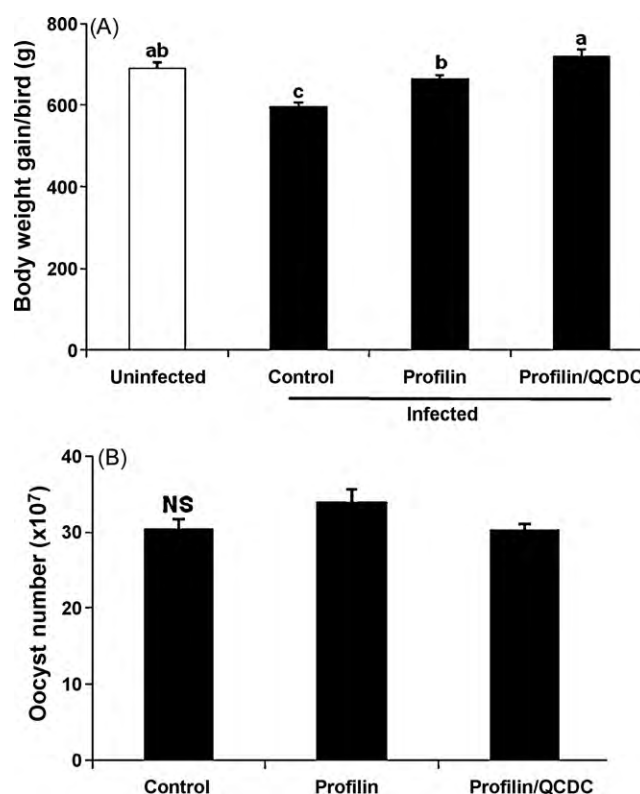 (A)
Body weight gain/bird (g)
800
600
400
200
0
ab
c
b
a
Uninfected Control Profilin Profilin/QCDC
Infected
(B)
Oocyst number (x10⁷)
40
30
20
10
0
NS
Control Profilin Profilin/QCDC